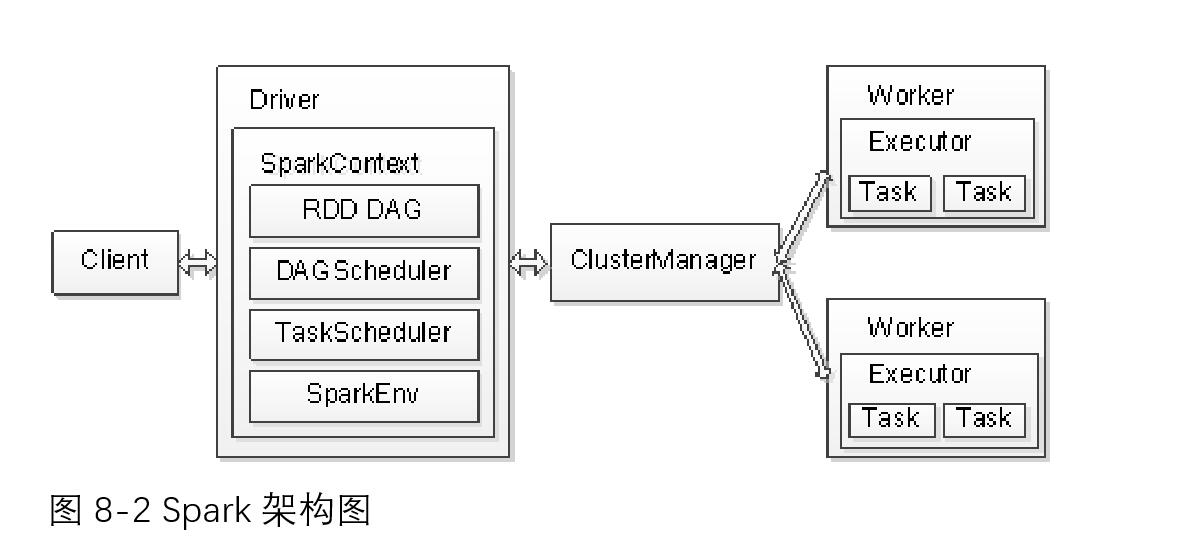 Driver
SparkContext
RDD DAG
DAGScheduler
TaskScheduler
SparkEnv
Client
ClusterManager
Worker
Executor
Task Task
Worker
Executor
Task Task
图 8-2 Spark 架构图